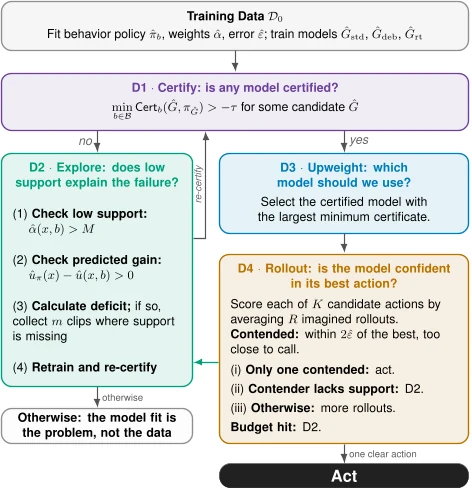 Training Data 𝒟₀
Fit behavior policy π̂_b, weights α̂, error ε̂; train models Ĝ_std, Ĝ_deb, Ĝ_rt
D1 · Certify: is any model certified?
min_{b∈ℬ} Cert_b(Ĝ, π_Ĝ) > −τ for some candidate Ĝ
no
yes
re-certify
D2 · Explore: does low
support explain the failure?
(1) Check low support:
α̂(x, b) > M
(2) Check predicted gain:
û_π(x) − û(x, b) > 0
(3) Calculate deficit; if so,
collect m clips where support
is missing
(4) Retrain and re-certify
otherwise
Otherwise: the model fit is
the problem, not the data
D3 · Upweight: which
model should we use?
Select the certified model with
the largest minimum certificate.
D4 · Rollout: is the model confident
in its best action?
Score each of K candidate actions by
averaging R imagined rollouts.
Contended: within 2ε̂ of the best, too
close to call.
(i) Only one contended: act.
(ii) Contender lacks support: D2.
(iii) Otherwise: more rollouts.
Budget hit: D2.
one clear action
Act